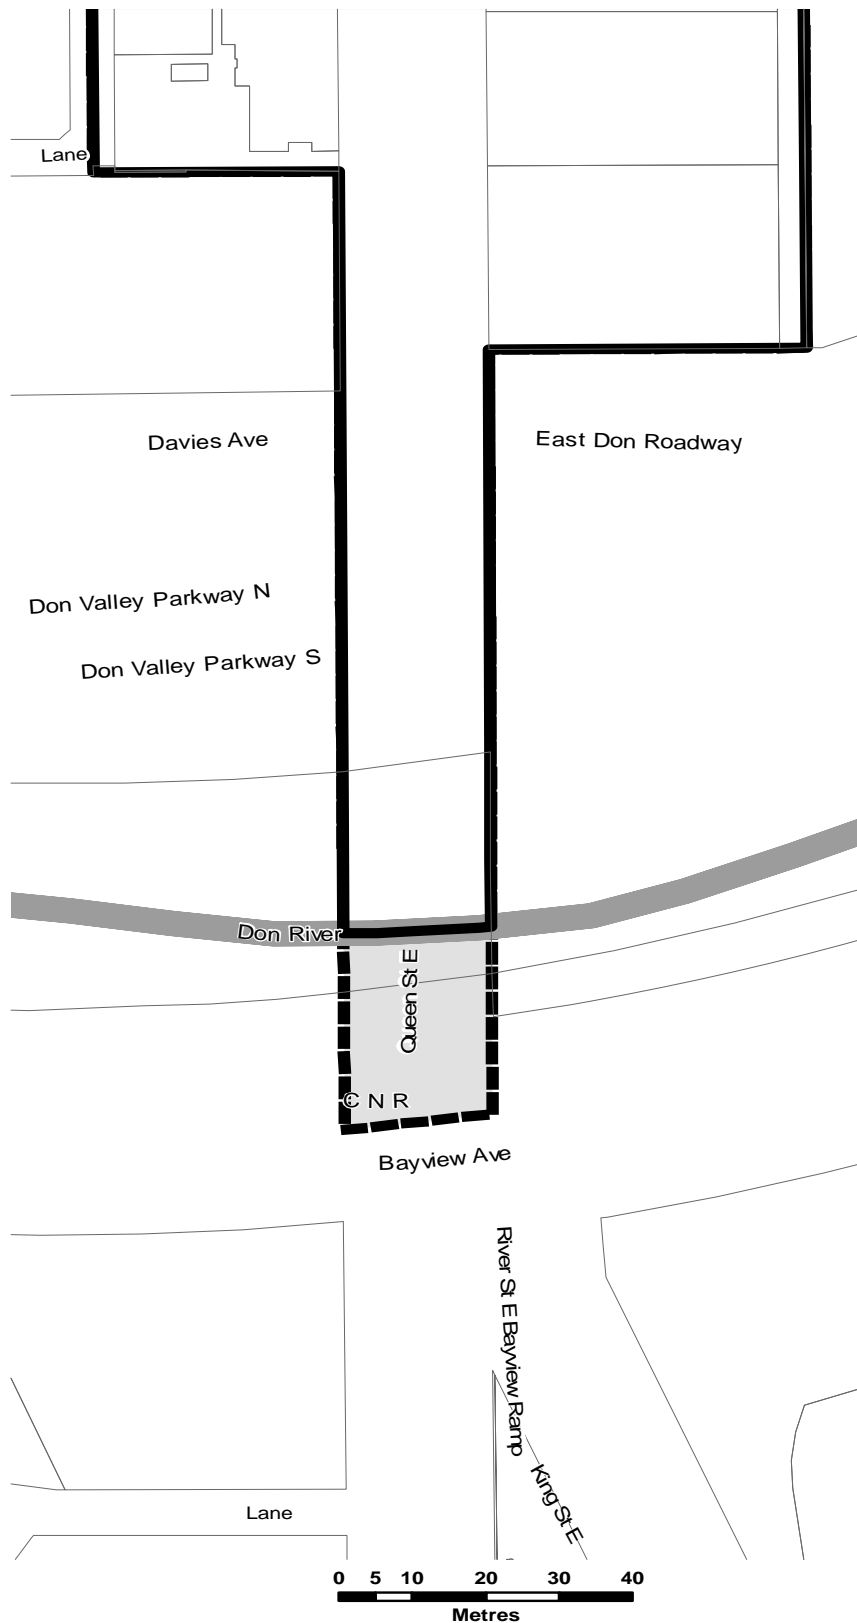 Lane
Davies Ave
East Don Roadway
Don Valley Parkway N
Don Valley Parkway S
Don River
Queen St E
C N R
Bayview Ave
River St E Bayview Ramp
King St E
Lane
0 5 10 20 30 40
Metres